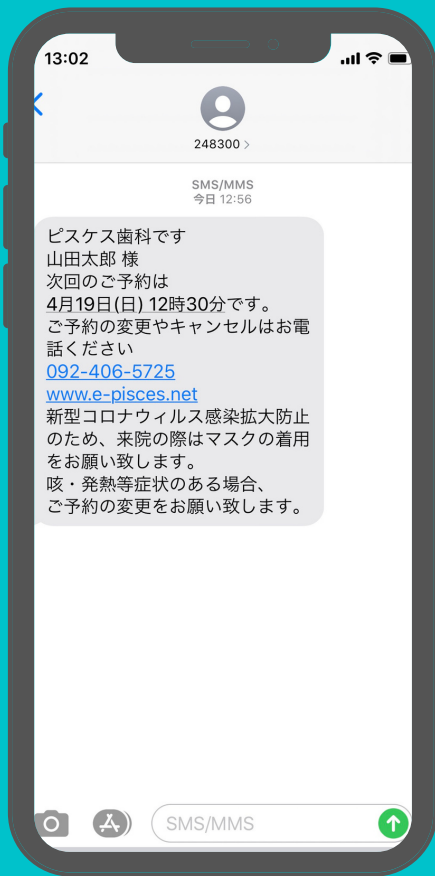 13:02
248300 >
SMS/MMS
今日 12:56
ピスケス歯科です
山田太郎 様
次回のご予約は
4月19日(日) 12時30分です。
ご予約の変更やキャンセルはお電
話ください
092-406-5725
www.e-pisces.net
新型コロナウィルス感染拡大防止
のため、来院の際はマスクの着用
をお願い致します。
咳・発熱等症状のある場合、
ご予約の変更をお願い致します。
SMS/MMS